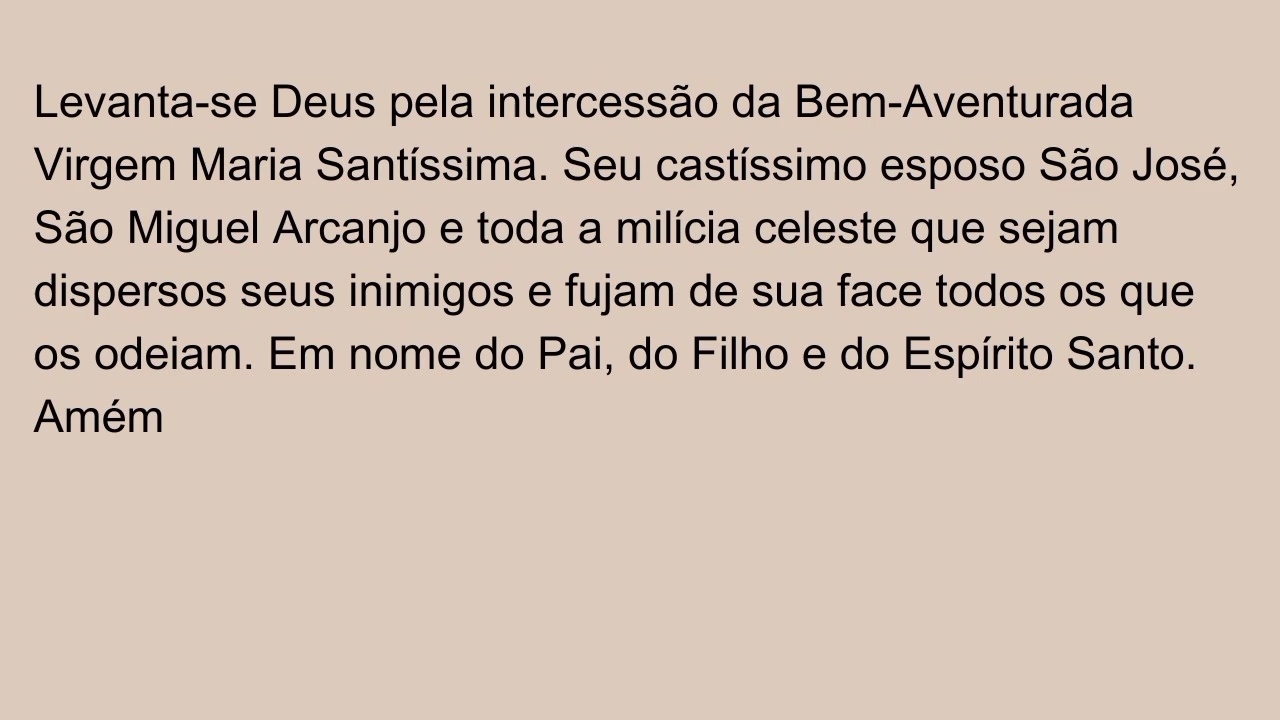 Levanta-se Deus pela intercessão da Bem-Aventurada
Virgem Maria Santíssima. Seu castíssimo esposo São José,
São Miguel Arcanjo e toda a milícia celeste que sejam
dispersos seus inimigos e fujam de sua face todos os que
os odeiam. Em nome do Pai, do Filho e do Espírito Santo.
Amém